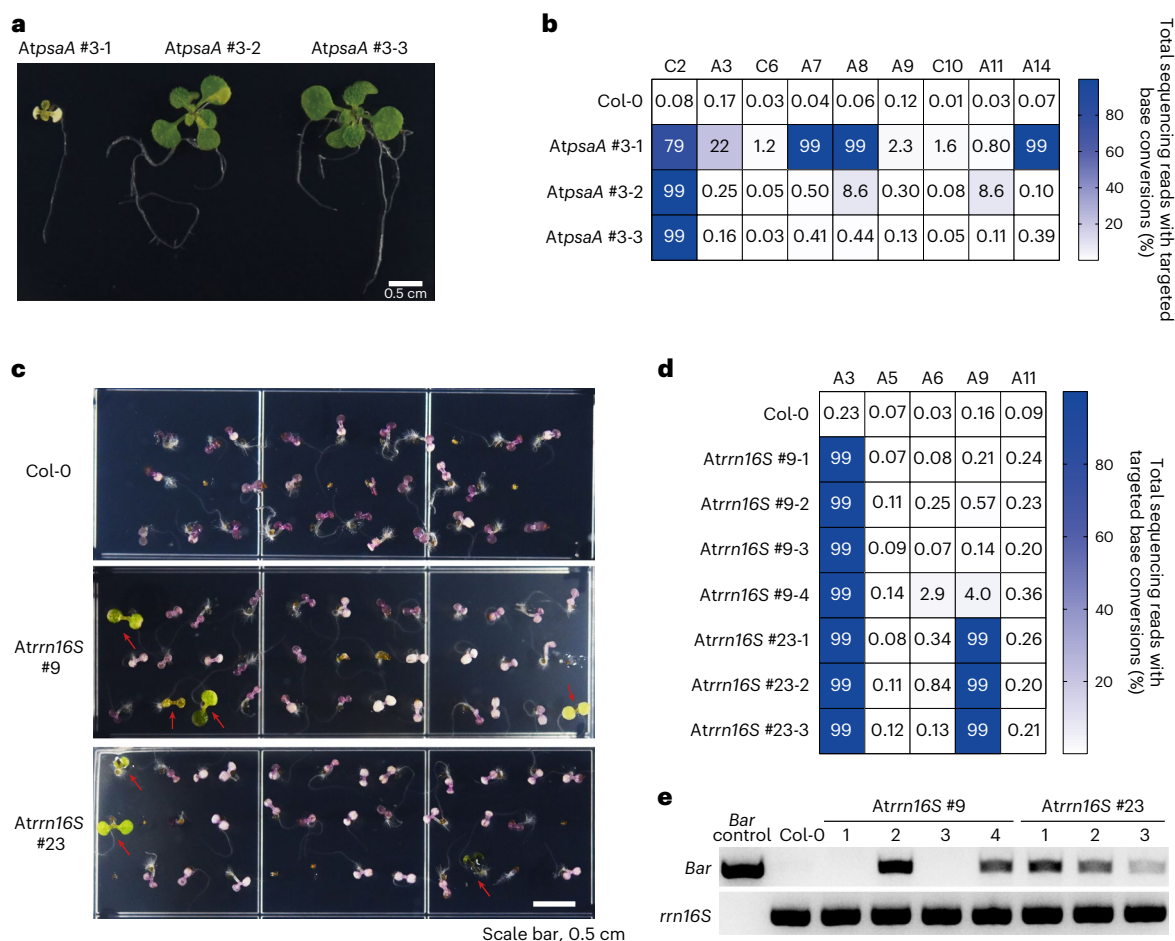 a
AtpsaA #3-1 AtpsaA #3-2 AtpsaA #3-3
0.5 cm
b
C2 A3 C6 A7 A8 A9 C10 A11 A14
Col-0 0.08 0.17 0.03 0.04 0.06 0.12 0.01 0.03 0.07
AtpsaA #3-1 79 22 1.2 99 99 2.3 1.6 0.80 99
AtpsaA #3-2 99 0.25 0.05 0.50 8.6 0.30 0.08 8.6 0.10
AtpsaA #3-3 99 0.16 0.03 0.41 0.44 0.13 0.05 0.11 0.39
80
60
40
20
Total sequencing reads with targeted
base conversions (%)
c
Col-0
Atrrn16S
#9
Atrrn16S
#23
Scale bar, 0.5 cm
d
A3 A5 A6 A9 A11
Col-0 0.23 0.07 0.03 0.16 0.09
Atrrn16S #9-1 99 0.07 0.08 0.21 0.24
Atrrn16S #9-2 99 0.11 0.25 0.57 0.23
Atrrn16S #9-3 99 0.09 0.07 0.14 0.20
Atrrn16S #9-4 99 0.14 2.9 4.0 0.36
Atrrn16S #23-1 99 0.08 0.34 99 0.26
Atrrn16S #23-2 99 0.11 0.84 99 0.20
Atrrn16S #23-3 99 0.12 0.13 99 0.21
80
60
40
20
Total sequencing reads with
targeted base conversions (%)
e
Bar
control Col-0 Atrrn16S #9 Atrrn16S #23
1 2 3 4 1 2 3
Bar
rrn16S